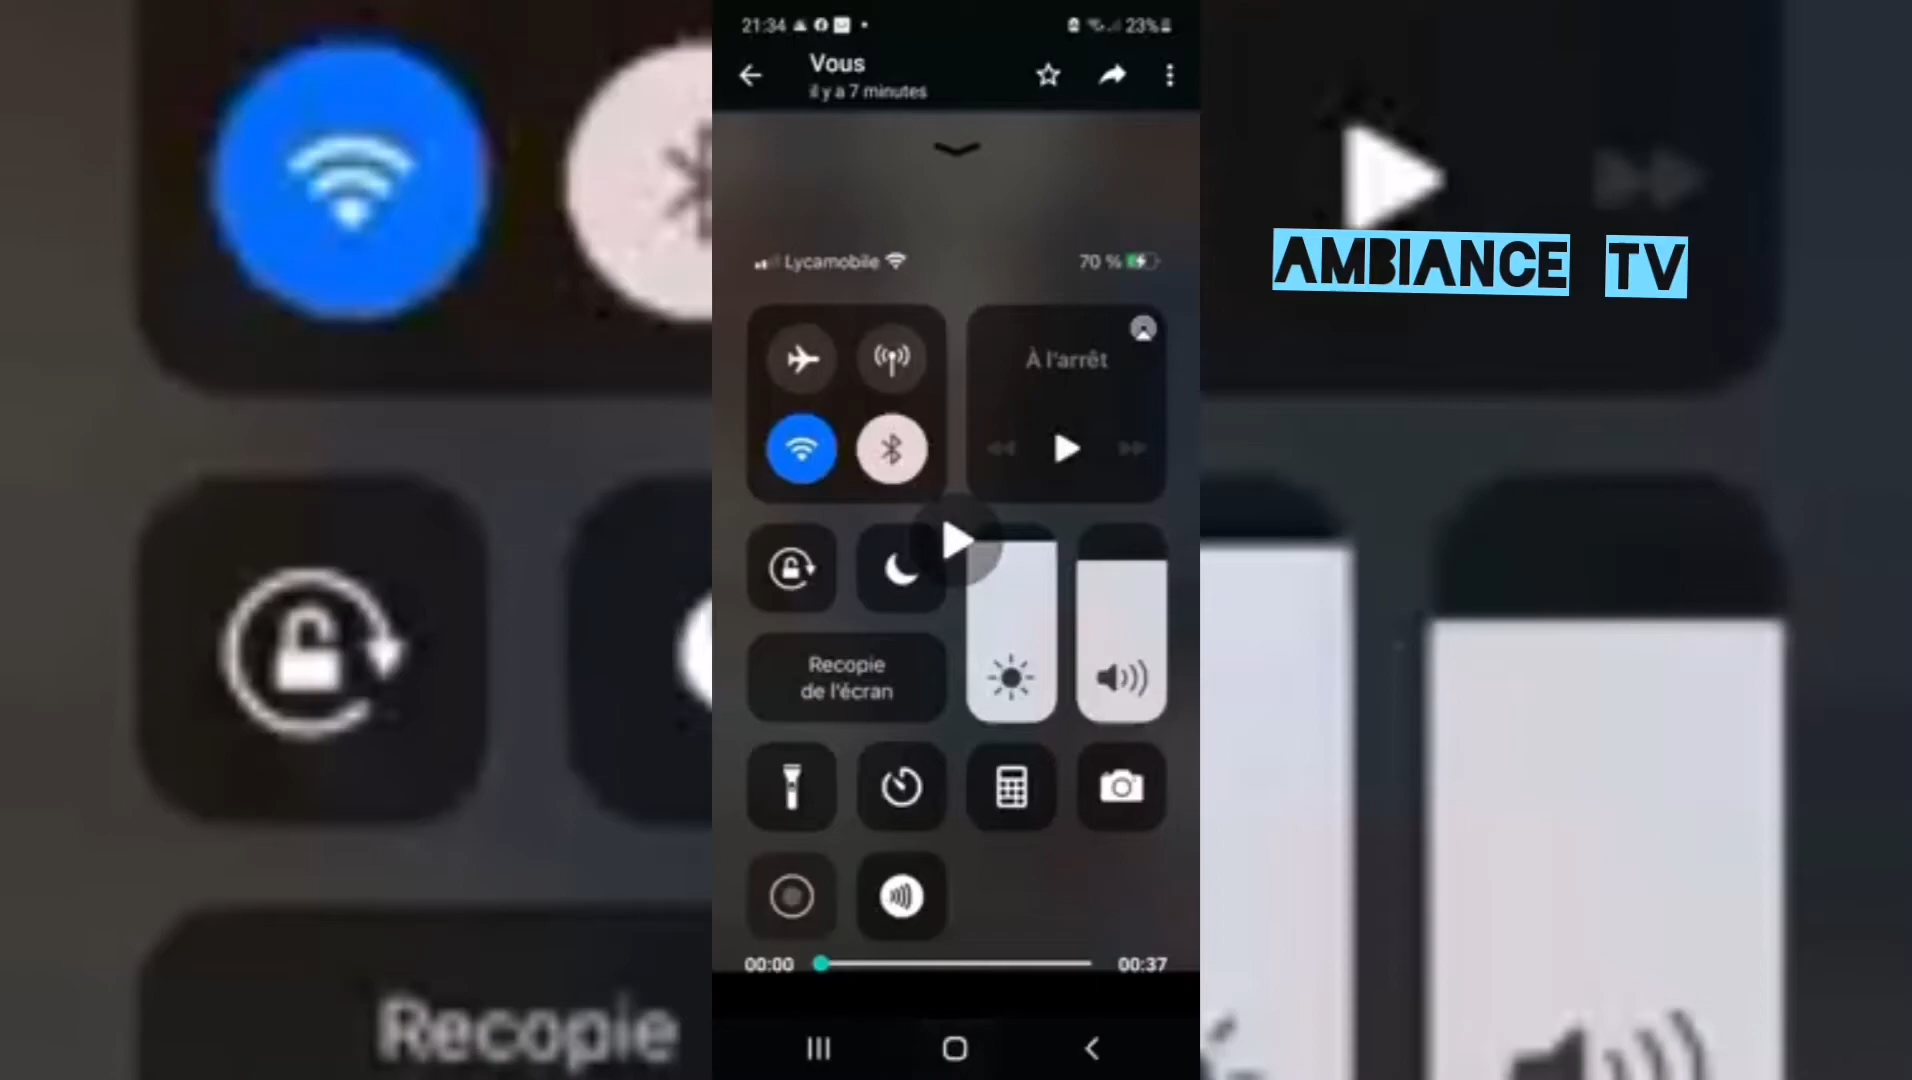 21:34
23%
Vous
il y a 7 minutes
Lycamobile
70 %
À l'arrêt
AMBIANCE TV
Recopie
de l'écran
00:00
00:37
Recopie